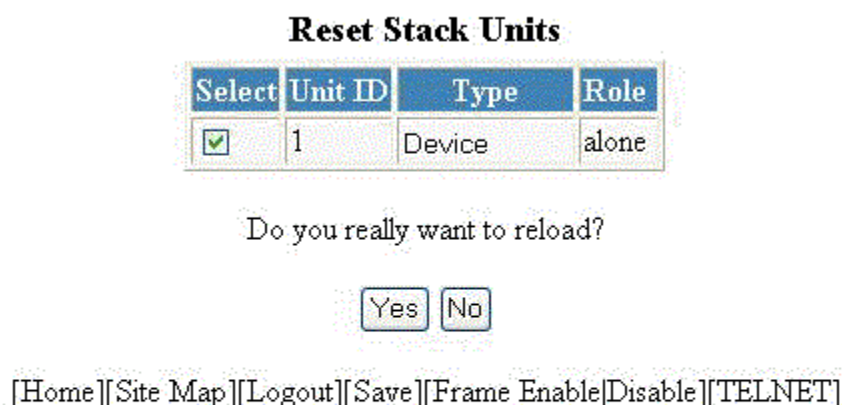 Reset Stack Units
Select Unit ID Type Role
1 Device alone
Do you really want to reload?
Yes No
[Home][Site Map][Logout][Save][Frame Enable|Disable][TELNET]